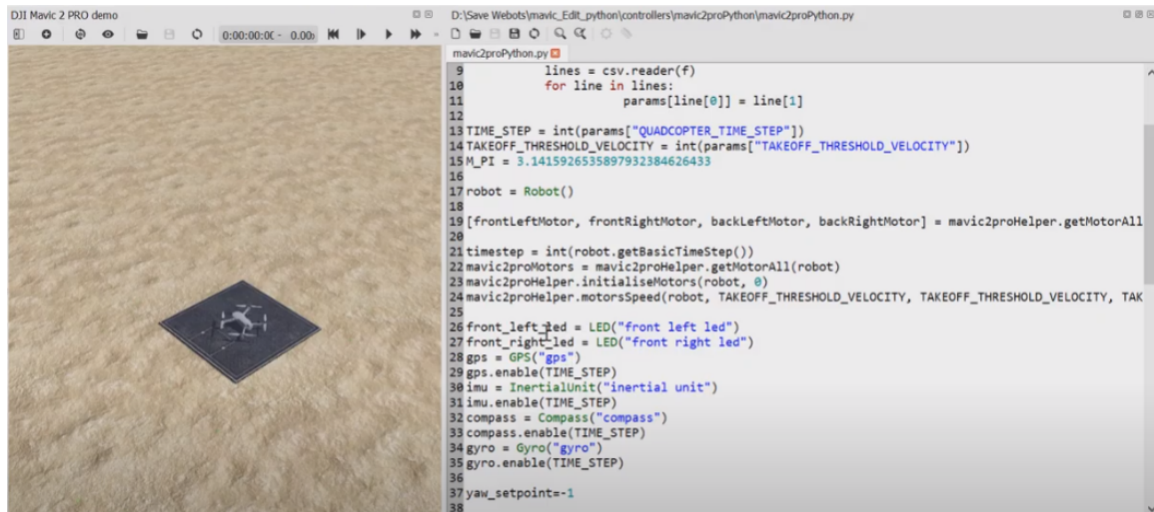 DJI Mavic 2 PRO demo
0:00:00:0( - 0.00
D:\Save Webots\mavic_Edit_python\controllers\mavic2proPython\mavic2proPython.py
mavic2proPython.py
9 lines = csv.reader(f)
10 for line in lines:
11 params[line[0]] = line[1]
12
13 TIME_STEP = int(params["QUADCOPTER_TIME_STEP"])
14 TAKEOFF_THRESHOLD_VELOCITY = int(params["TAKEOFF_THRESHOLD_VELOCITY"])
15 M_PI = 3.1415926535897932384626433
16
17 robot = Robot()
18
19 [frontLeftMotor, frontRightMotor, backLeftMotor, backRightMotor] = mavic2proHelper.getMotorAll
20
21 timestep = int(robot.getBasicTimeStep())
22 mavic2proMotors = mavic2proHelper.getMotorAll(robot)
23 mavic2proHelper.initialiseMotors(robot, 0)
24 mavic2proHelper.motorsSpeed(robot, TAKEOFF_THRESHOLD_VELOCITY, TAKEOFF_THRESHOLD_VELOCITY, TAK
25
26 front_left_led = LED("front left led")
27 front_right_led = LED("front right led")
28 gps = GPS("gps")
29 gps.enable(TIME_STEP)
30 imu = InertialUnit("inertial unit")
31 imu.enable(TIME_STEP)
32 compass = Compass("compass")
33 compass.enable(TIME_STEP)
34 gyro = Gyro("gyro")
35 gyro.enable(TIME_STEP)
36
37 yaw_setpoint=-1
38